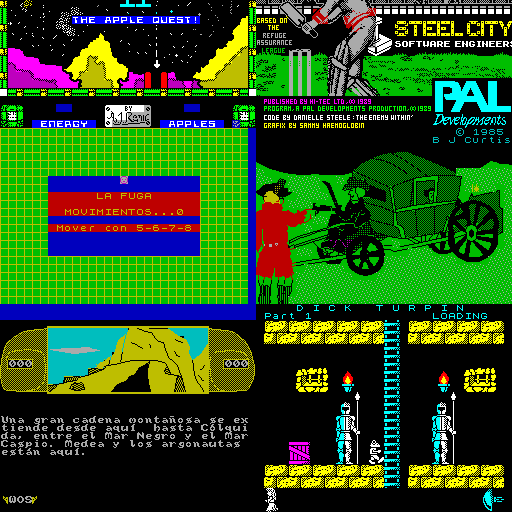 THE APPLE QUEST!
BY
ENERGY
APPLES
BASED ON
THE
REFUGE
ASSURANCE
LEAGUE
STEEL CITY
SOFTWARE ENGINEERS
PUBLISHED BY HI-TEC LTD.© 1989
PROGRAM. © PAL DEVELOPMENTS PRODUCTION.© 1989
CODE BY DANIELLE STEELE 'THE ENEMY WITHIN'
GRAFIX BY SAMMY HAEMOGLOBIN
PAL
Developments
© 1985
B J Curtis
LA FUGA
MOVIMIENTOS...0
Mover con 5-6-7-8
DICK TURPIN
Part 1
LOADING
000
000
Una gran cadena montañosa se ex
tiende desde aquí hasta Cólqui
da, entre el Mar Negro y el Mar
Caspio. Medea y los argonautas
están aquí.
WOS